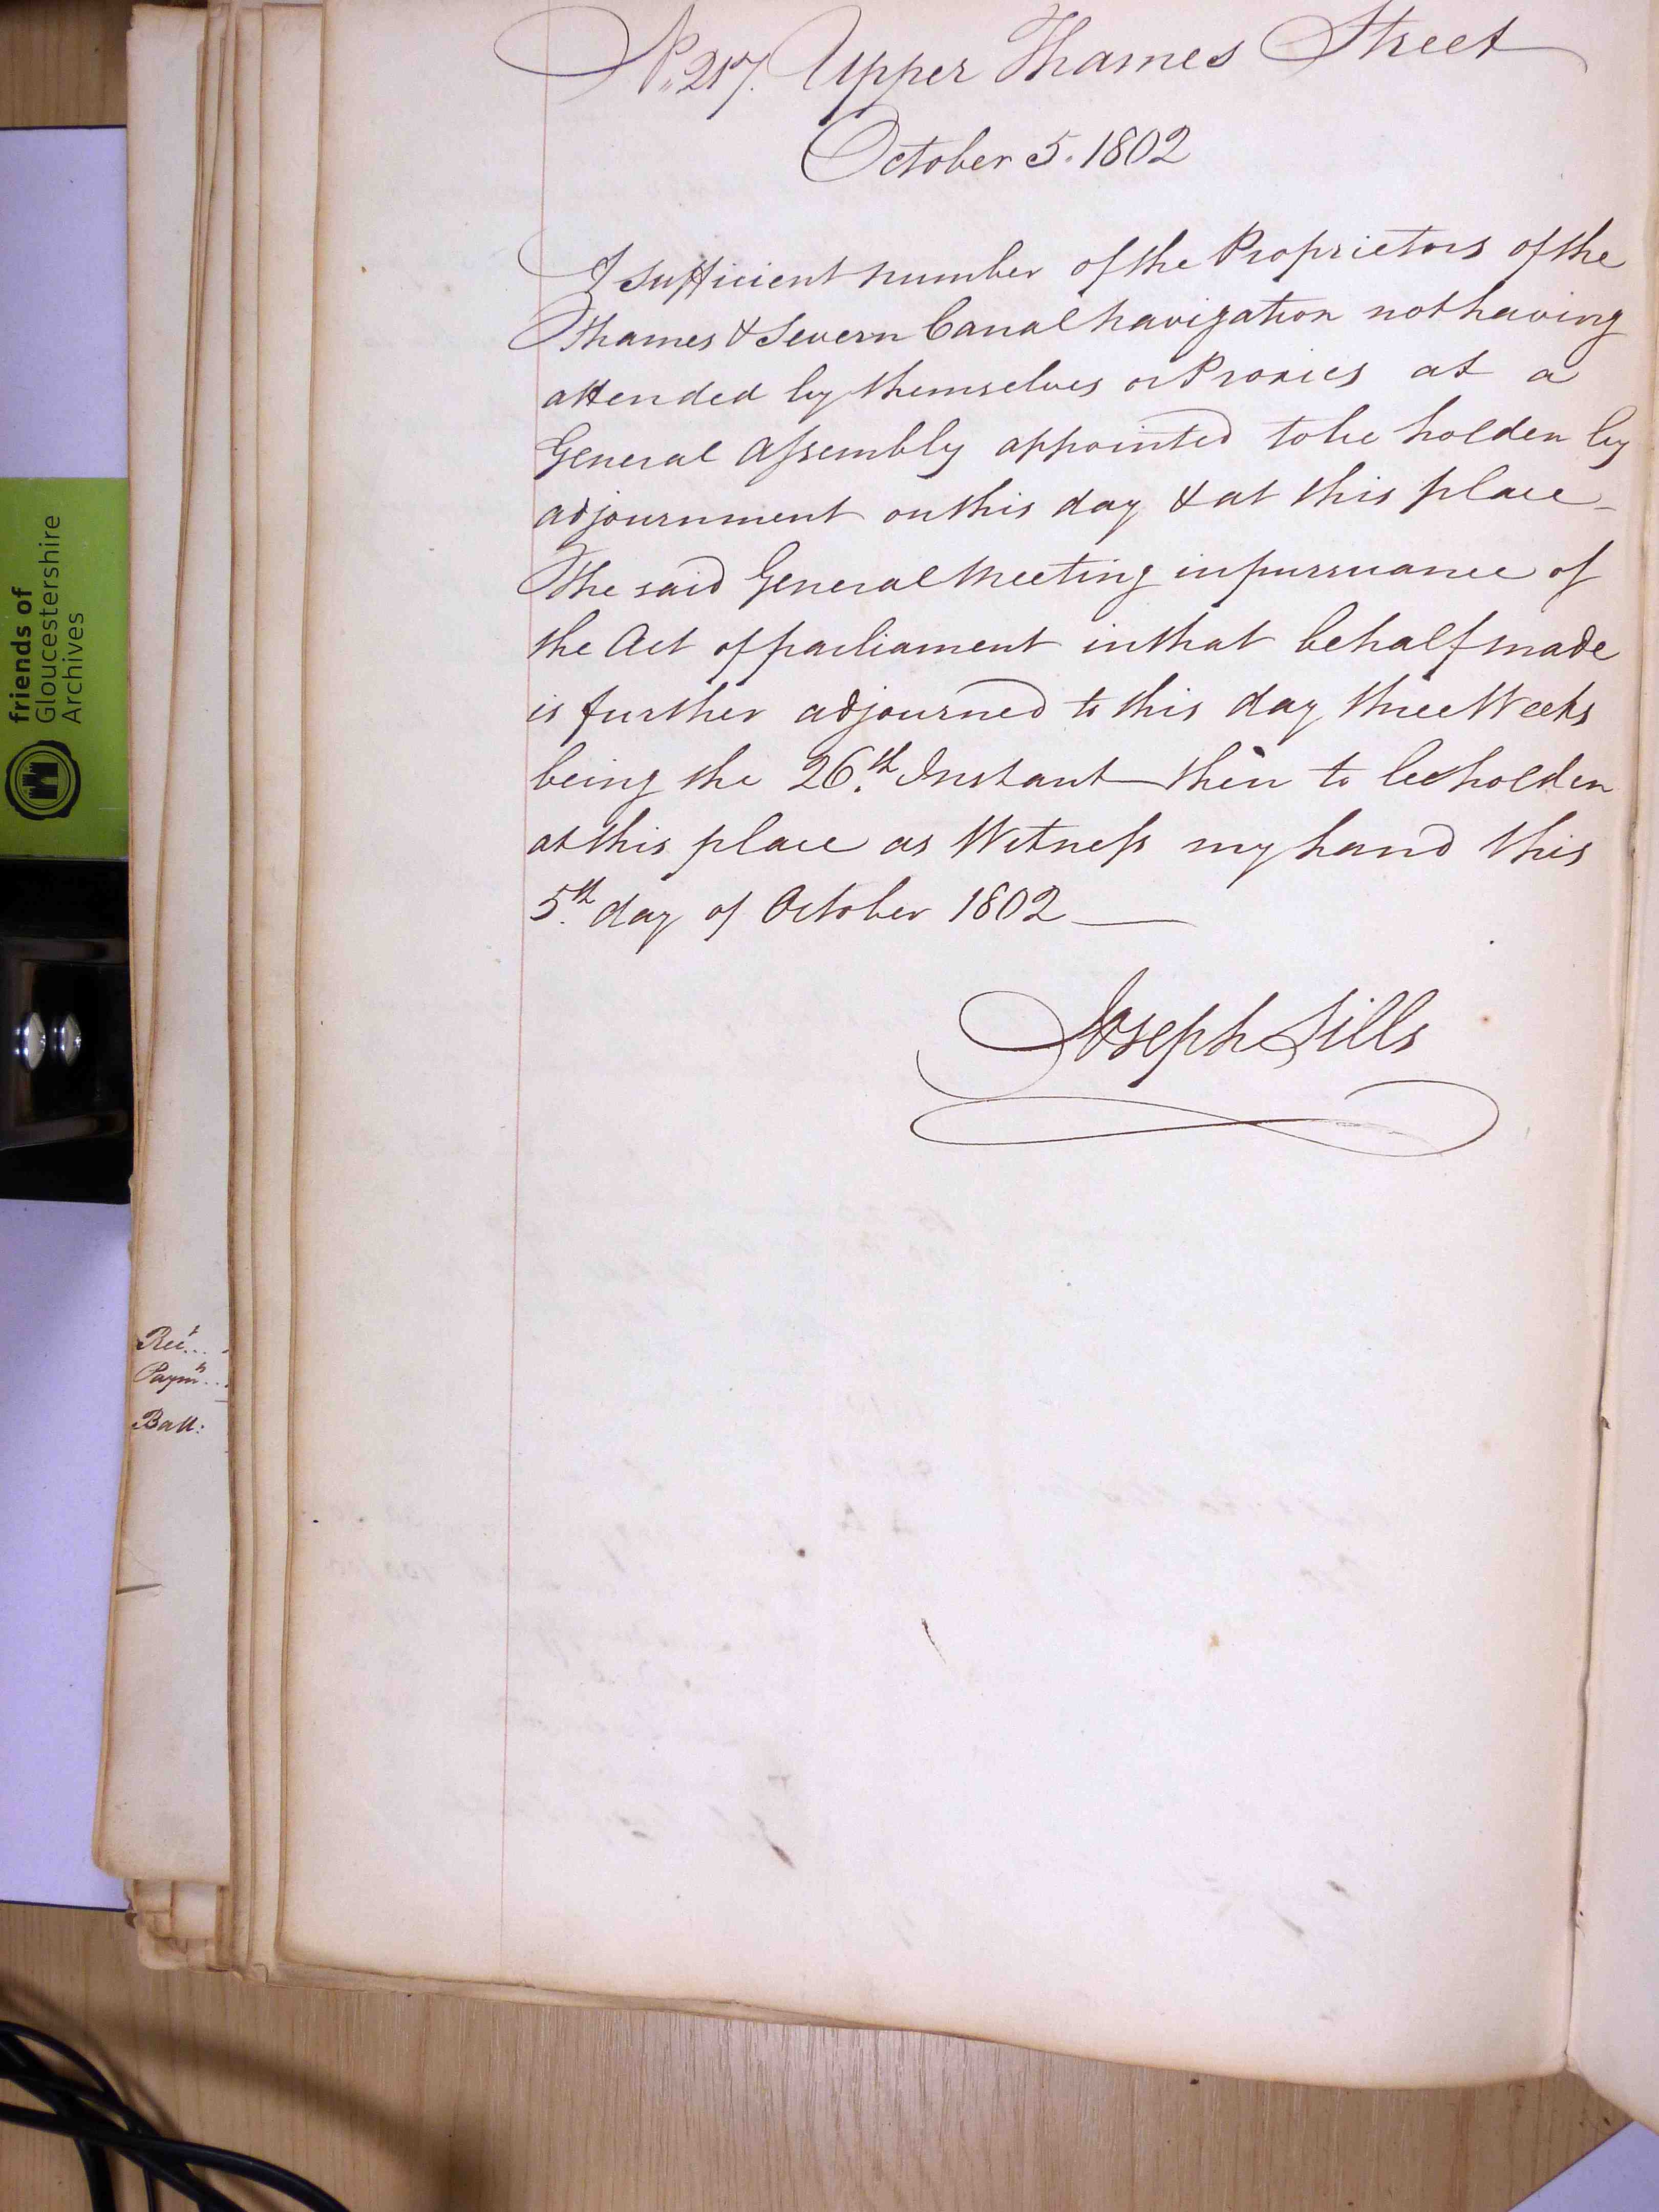 No. 217. Upper Thames Street
October 5. 1802
A sufficient number of the Proprietors of the
Thames & Severn Canal Navigation not having
attended by themselves or Proxies at a
General Assembly appointed to be holden by
adjournment on this day & at this place
The said General Meeting in pursuance of
the Act of parliament in that behalf made
is further adjourned to this day three Weeks
being the 26th. Instant then to be holden
at this place as Witness my hand this
5th. day of October 1802
Joseph Sills
Rect...
Paymts...
Ball:
friends of
Gloucestershire
Archives